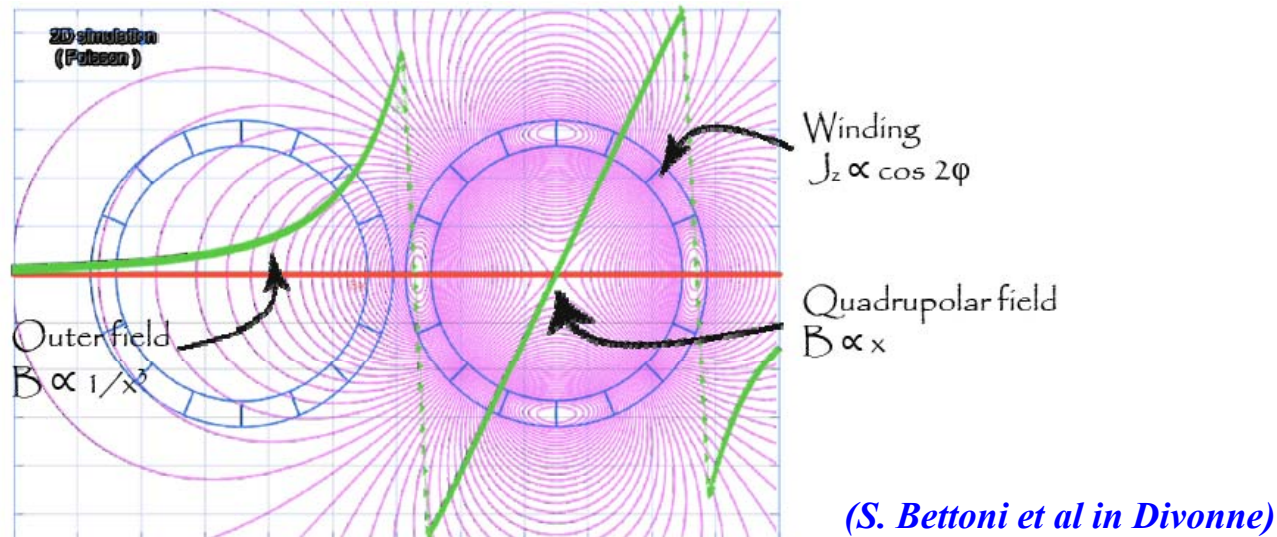 2D simulation
( Poisson )
Winding
Jz ∝ cos 2φ
Quadrupolar field
B ∝ x
Outer field
B ∝ 1/x³
(S. Bettoni et al in Divonne)